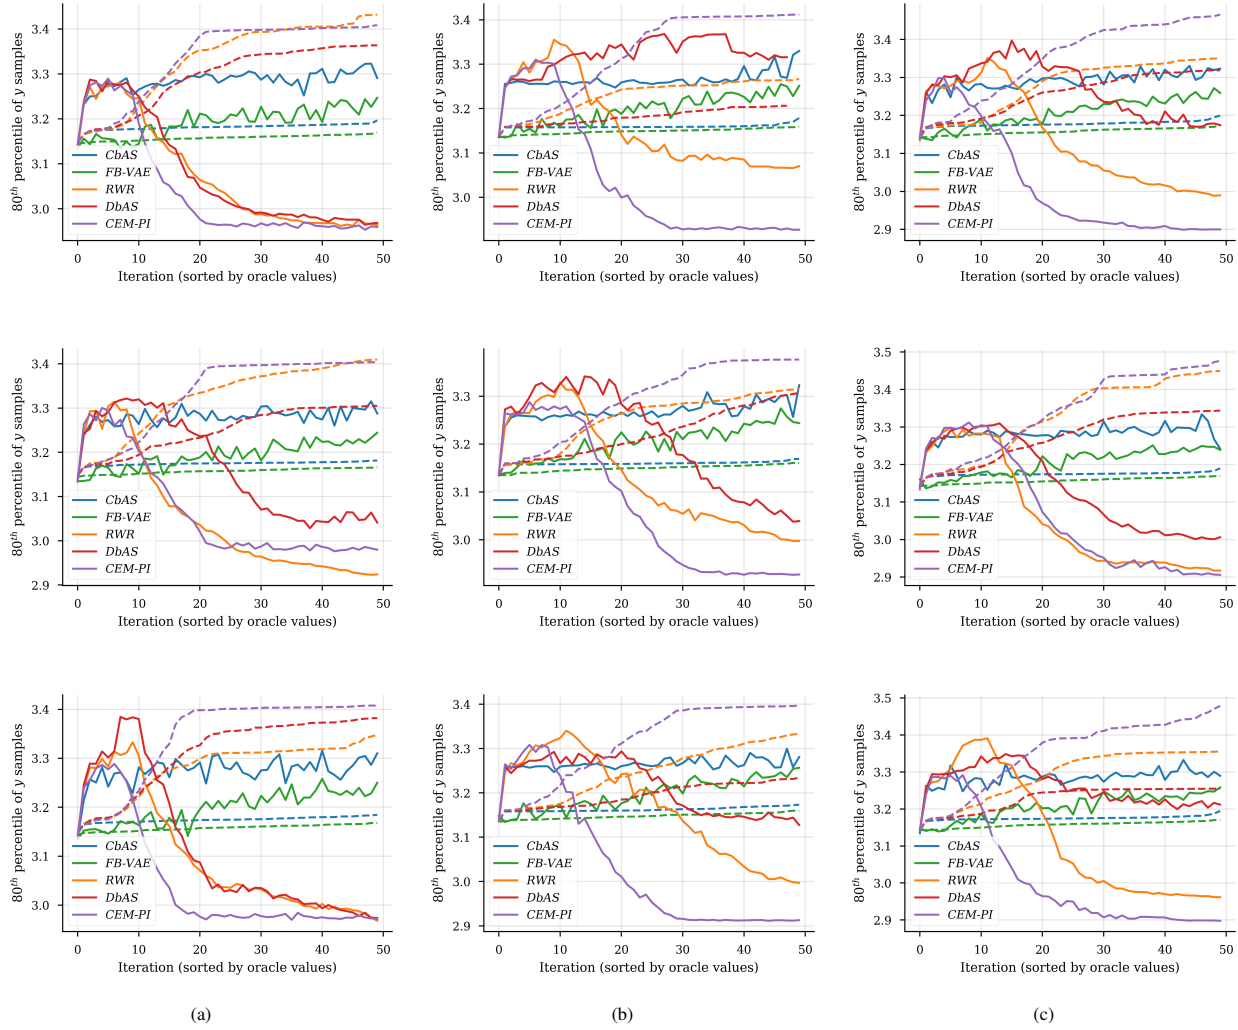 80th percentile of y samples
3.4
3.3
3.2
3.1
3.0
CbAS
FB-VAE
RWR
DbAS
CEM-PI
0 10 20 30 40 50
Iteration (sorted by oracle values)
80th percentile of y samples
3.4
3.3
3.2
3.1
3.0
CbAS
FB-VAE
RWR
DbAS
CEM-PI
0 10 20 30 40 50
Iteration (sorted by oracle values)
80th percentile of y samples
3.4
3.3
3.2
3.1
3.0
2.9
CbAS
FB-VAE
RWR
DbAS
CEM-PI
0 10 20 30 40 50
Iteration (sorted by oracle values)
80th percentile of y samples
3.4
3.3
3.2
3.1
3.0
2.9
CbAS
FB-VAE
RWR
DbAS
CEM-PI
0 10 20 30 40 50
Iteration (sorted by oracle values)
80th percentile of y samples
3.3
3.2
3.1
3.0
CbAS
FB-VAE
RWR
DbAS
CEM-PI
0 10 20 30 40 50
Iteration (sorted by oracle values)
80th percentile of y samples
3.5
3.4
3.3
3.2
3.1
3.0
2.9
CbAS
FB-VAE
RWR
DbAS
CEM-PI
0 10 20 30 40 50
Iteration (sorted by oracle values)
80th percentile of y samples
3.4
3.3
3.2
3.1
3.0
CbAS
FB-VAE
RWR
DbAS
CEM-PI
0 10 20 30 40 50
Iteration (sorted by oracle values)
80th percentile of y samples
3.4
3.3
3.2
3.1
3.0
2.9
CbAS
FB-VAE
RWR
DbAS
CEM-PI
0 10 20 30 40 50
Iteration (sorted by oracle values)
80th percentile of y samples
3.5
3.4
3.3
3.2
3.1
3.0
2.9
CbAS
FB-VAE
RWR
DbAS
CEM-PI
0 10 20 30 40 50
Iteration (sorted by oracle values)
(a) (b) (c)